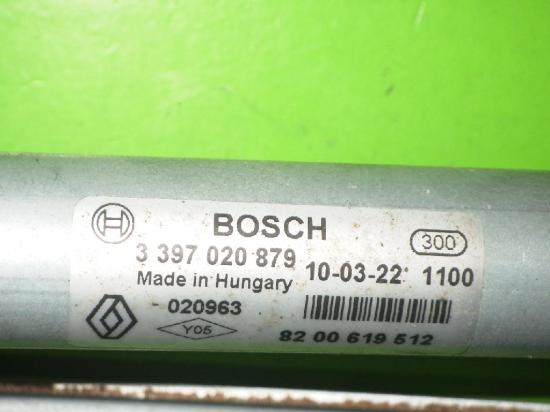 BOSCH
300
3 397 020 879
10-03-22 1100
Made in Hungary
020963
Y05
82 00 619 512